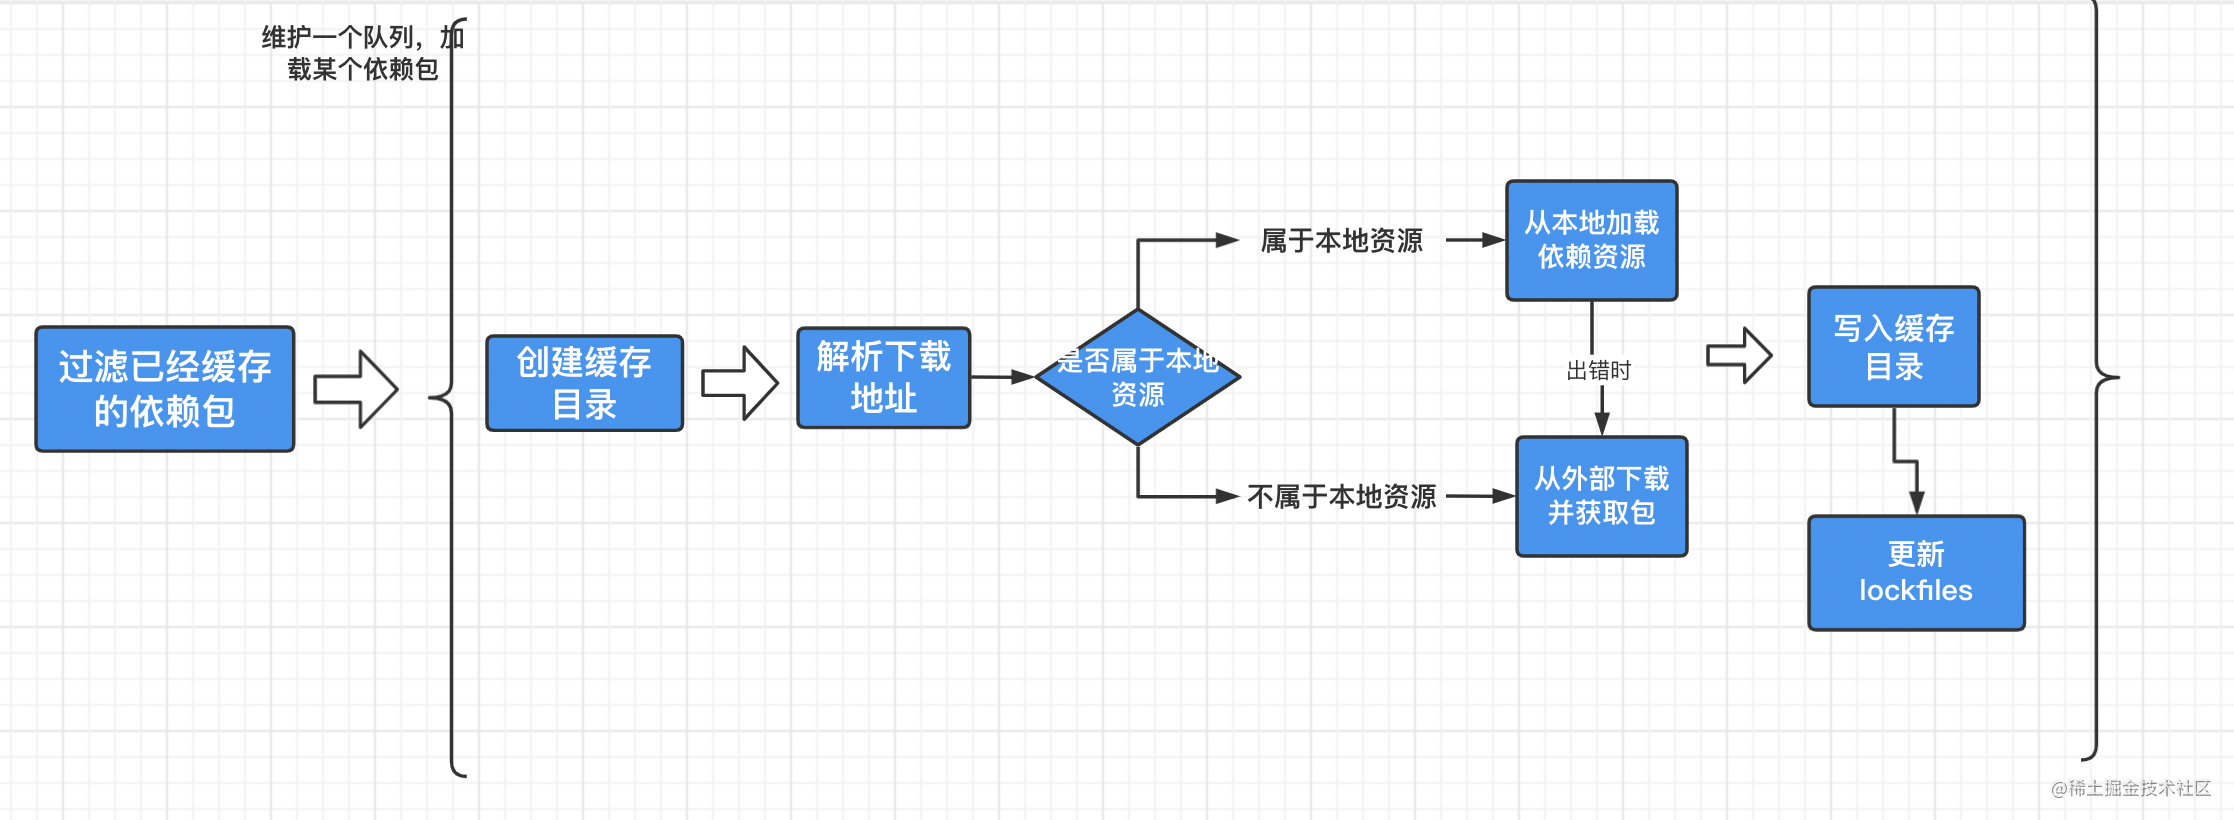 维护一个队列，加
载某个依赖包
过滤已经缓存
的依赖包
创建缓存
目录
解析下载
地址
是否属于本地
资源
属于本地资源
不属于本地资源
从本地加载
依赖资源
出错时
从外部下载
并获取包
写入缓存
目录
更新
lockfiles
@稀土掘金技术社区